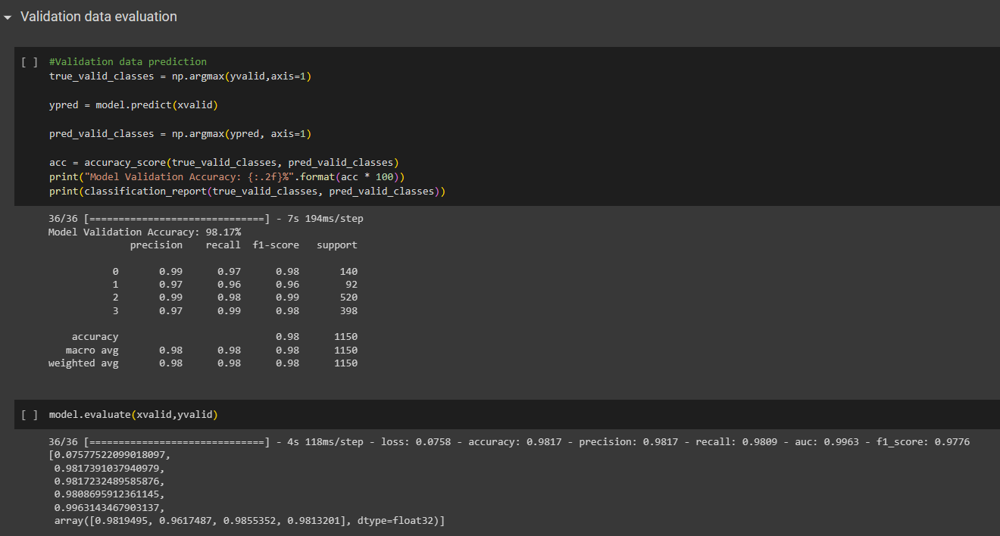 Validation data evaluation
[ ] #Validation data prediction
true_valid_classes = np.argmax(yvalid,axis=1)
ypred = model.predict(xvalid)
pred_valid_classes = np.argmax(ypred, axis=1)
acc = accuracy_score(true_valid_classes, pred_valid_classes)
print("Model Validation Accuracy: {:.2f}%".format(acc * 100))
print(classification_report(true_valid_classes, pred_valid_classes))
36/36 [==============================] - 7s 194ms/step
Model Validation Accuracy: 98.17%
precision recall f1-score support
0 0.99 0.97 0.98 140
1 0.97 0.96 0.96 92
2 0.99 0.98 0.99 520
3 0.97 0.99 0.98 398
accuracy 0.98 1150
macro avg 0.98 0.98 0.98 1150
weighted avg 0.98 0.98 0.98 1150
[ ] model.evaluate(xvalid,yvalid)
36/36 [==============================] - 4s 118ms/step - loss: 0.0758 - accuracy: 0.9817 - precision: 0.9817 - recall: 0.9809 - auc: 0.9963 - f1_score: 0.9776
[0.07577522099018097,
0.9817391037940979,
0.9817232489585876,
0.9808695912361145,
0.9963143467903137,
array([0.9819495, 0.9617487, 0.9855352, 0.9813201], dtype=float32)]